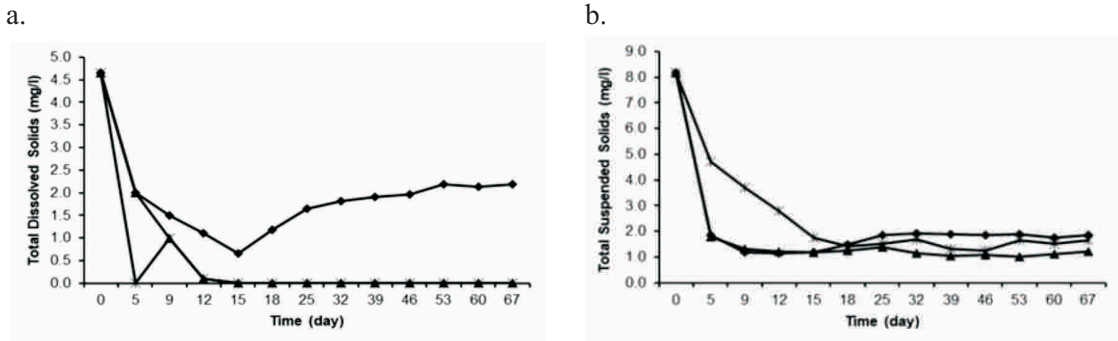 a.
b.
Total Dissolved Solids (mg/l)
5.0
4.5
4.0
3.5
3.0
2.5
2.0
1.5
1.0
0.5
0.0
0 5 9 12 15 18 25 32 39 46 53 60 67
Time (day)
Total Suspended Solids (mg/l)
9.0
8.0
7.0
6.0
5.0
4.0
3.0
2.0
1.0
0.0
0 5 9 12 15 18 25 32 39 46 53 60 67
Time (day)